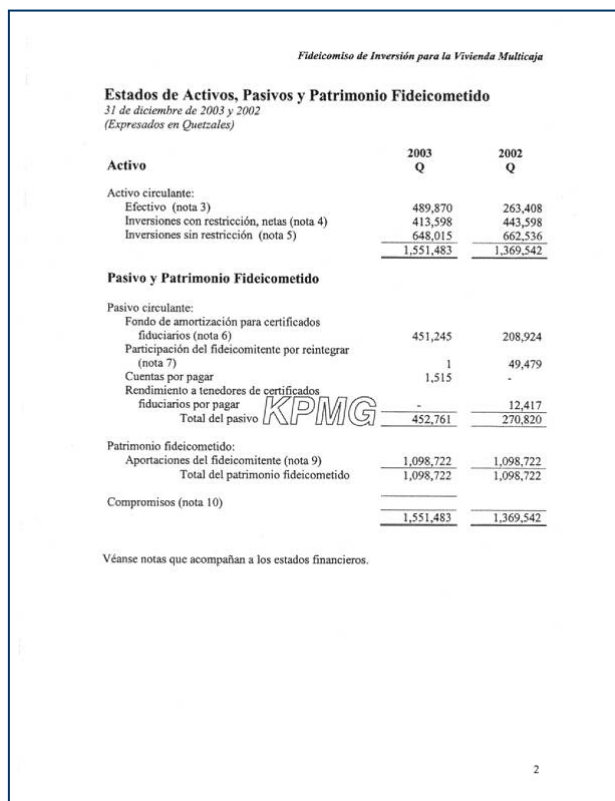 Fideicomiso de Inversión para la Vivienda Multicaja
Estados de Activos, Pasivos y Patrimonio Fideicometido
31 de diciembre de 2003 y 2002
(Expresados en Quetzales)
2003 2002
Activo Q Q
Activo circulante:
Efectivo (nota 3) 489,870 263,408
Inversiones con restricción, netas (nota 4) 413,598 443,598
Inversiones sin restricción (nota 5) 648,015 662,536
1,551,483 1,369,542
Pasivo y Patrimonio Fideicometido
Pasivo circulante:
Fondo de amortización para certificados
fiduciarios (nota 6) 451,245 208,924
Participación del fideicomitente por reintegrar
(nota 7) 1 49,479
Cuentas por pagar 1,515 -
Rendimiento a tenedores de certificados
fiduciarios por pagar - 12,417
KPMG
Total del pasivo 452,761 270,820
Patrimonio fideicometido:
Aportaciones del fideicomitente (nota 9) 1,098,722 1,098,722
Total del patrimonio fideicometido 1,098,722 1,098,722
Compromisos (nota 10)
1,551,483 1,369,542
Véanse notas que acompañan a los estados financieros.
2